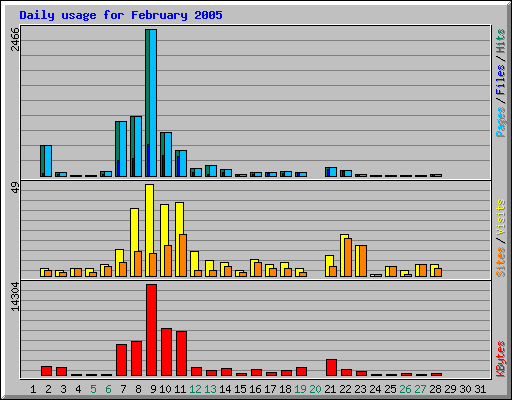 Daily usage for February 2005
2466
Pages / Files / Hits
49
Sites / Visits
14304
KBytes
1 2 3 4 5 6 7 8 9 10 11 12 13 14 15 16 17 18 19 20 21 22 23 24 25 26 27 28 29 30 31